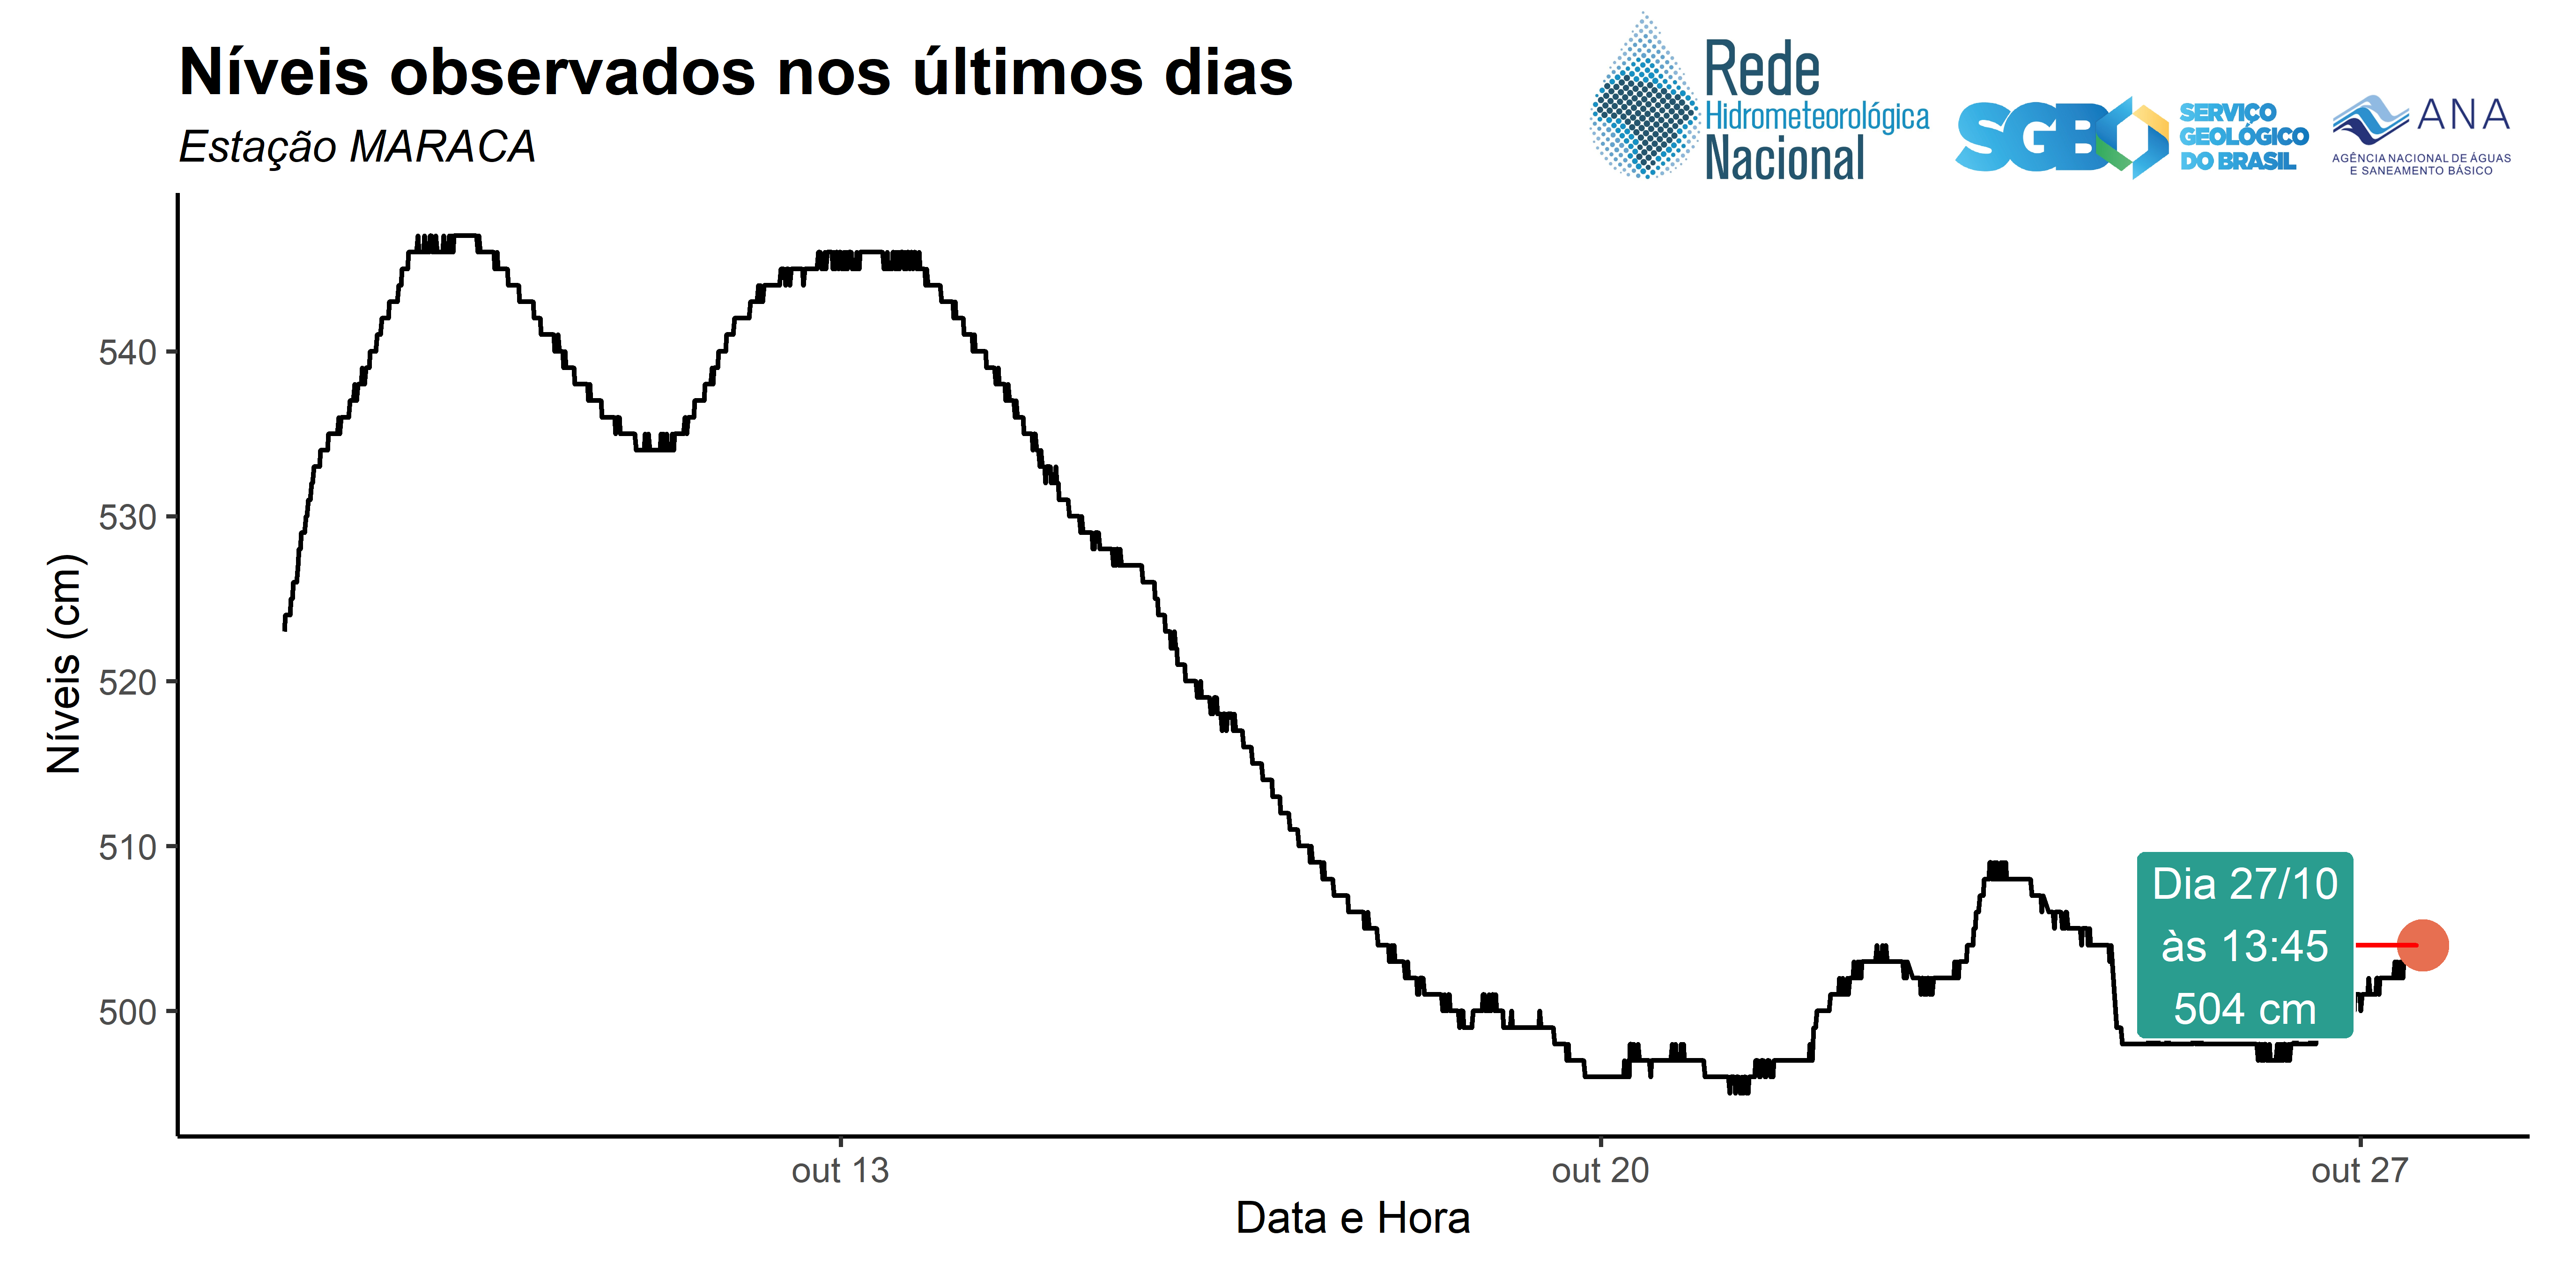 Níveis observados nos últimos dias
Estação MARACA
Rede
Hidrometeorológica
Nacional
SGB
SERVIÇO
GEOLÓGICO
DO BRASIL
ANA
AGÊNCIA NACIONAL DE ÁGUAS
E SANEAMENTO BÁSICO
Níveis (cm)
540
530
520
510
500
Dia 27/10
às 13:45
504 cm
out 13
out 20
out 27
Data e Hora